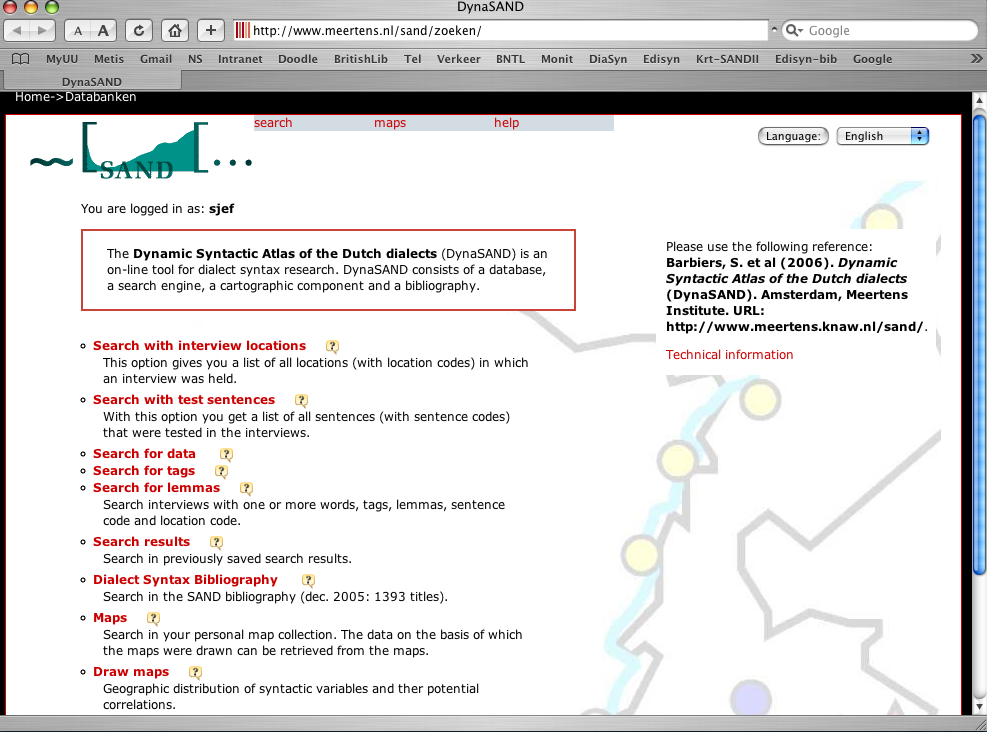 DynaSAND
A A
http://www.meertens.nl/sand/zoeken/
Google
MyUU Metis Gmail NS Intranet Doodle BritishLib Tel Verkeer BNTL Monit DiaSyn Edisyn Krt-SANDII Edisyn-bib Google
DynaSAND
Home->Databanken
search maps help
Language: English
~[SAND]...
You are logged in as: sjef
The Dynamic Syntactic Atlas of the Dutch dialects (DynaSAND) is an
on-line tool for dialect syntax research. DynaSAND consists of a database,
a search engine, a cartographic component and a bibliography.
Please use the following reference:
Barbiers, S. et al (2006). Dynamic
Syntactic Atlas of the Dutch dialects
(DynaSAND). Amsterdam, Meertens
Institute. URL:
http://www.meertens.knaw.nl/sand/.
Technical information
Search with interview locations ?
This option gives you a list of all locations (with location codes) in which
an interview was held.
Search with test sentences ?
With this option you get a list of all sentences (with sentence codes)
that were tested in the interviews.
Search for data ?
Search for tags ?
Search for lemmas ?
Search interviews with one or more words, tags, lemmas, sentence
code and location code.
Search results ?
Search in previously saved search results.
Dialect Syntax Bibliography ?
Search in the SAND bibliography (dec. 2005: 1393 titles).
Maps ?
Search in your personal map collection. The data on the basis of which
the maps were drawn can be retrieved from the maps.
Draw maps ?
Geographic distribution of syntactic variables and ther potential
correlations.